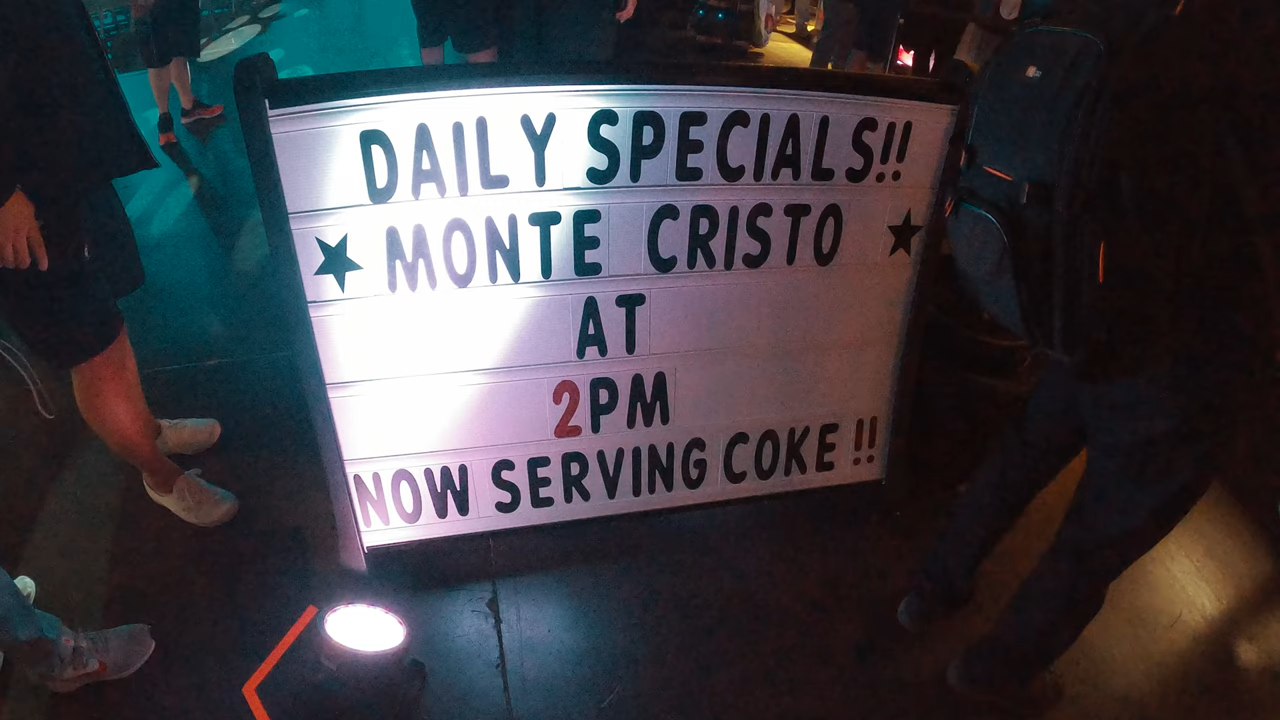 DAILY SPECIALS!!
★ MONTE CRISTO ★
AT
2PM
NOW SERVING COKE !!